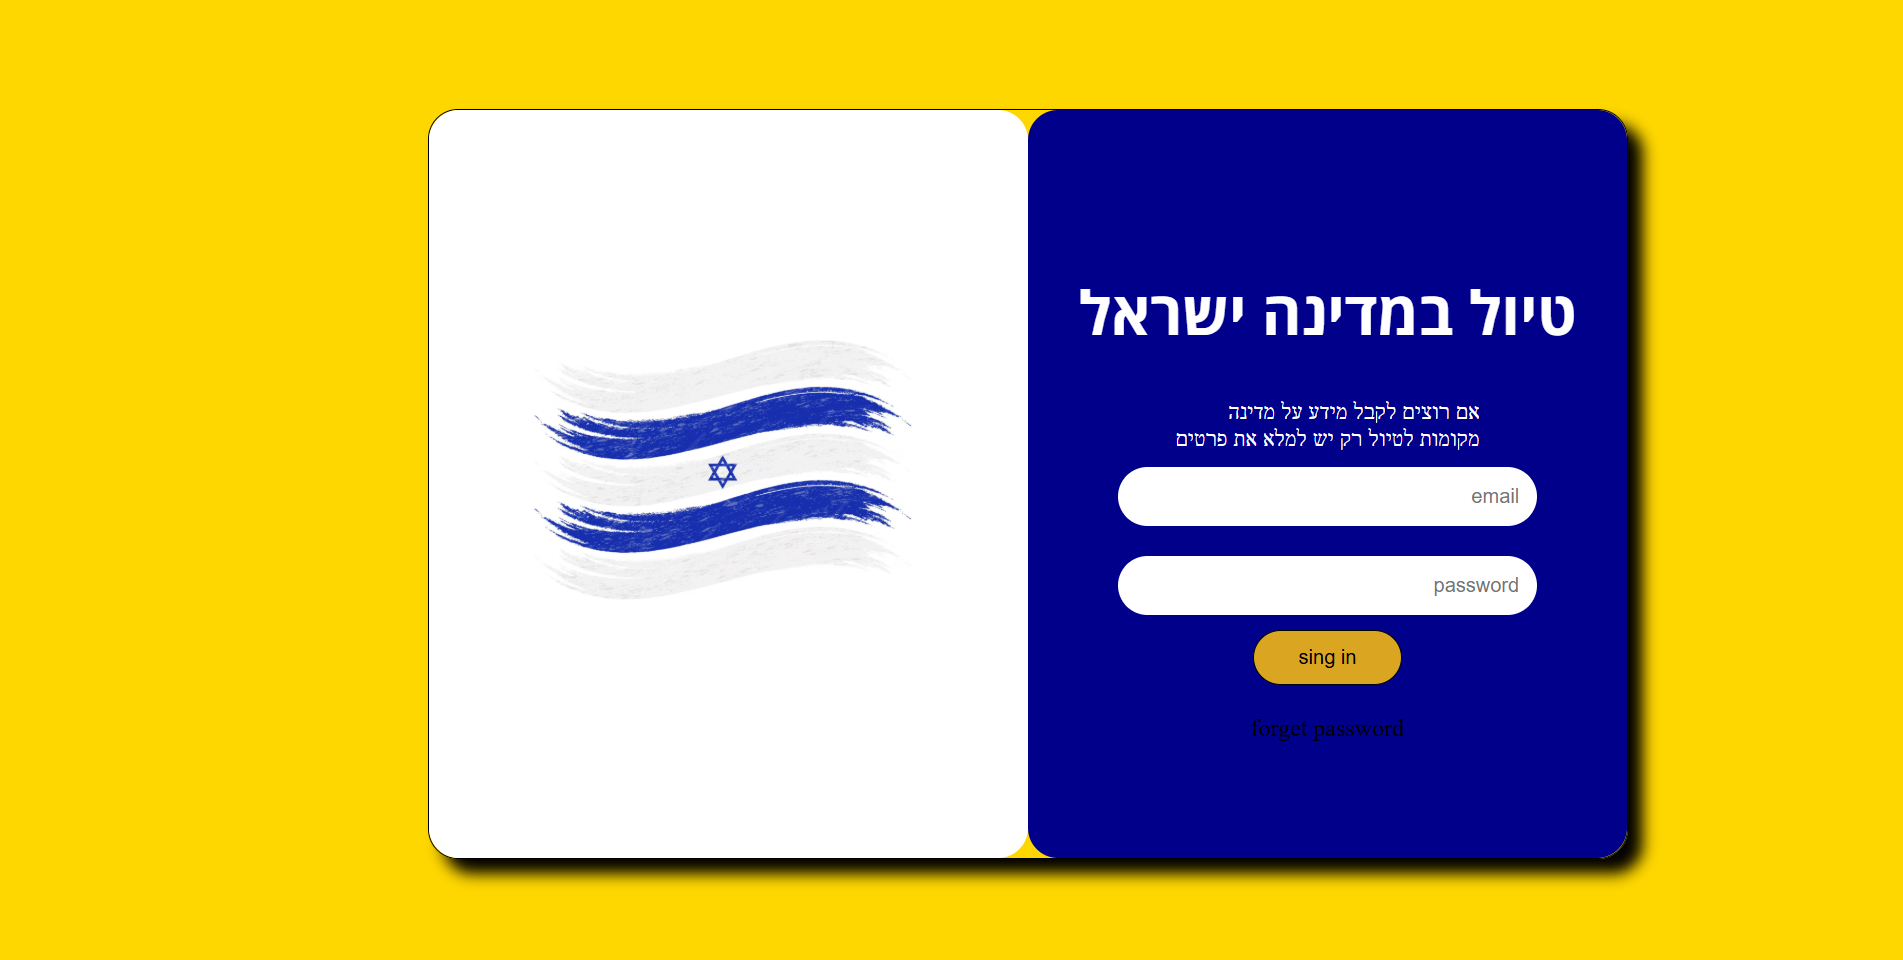 טיול במדינה ישראל
אם רוצים לקבל מידע על מדינה
מקומות לטיול רק יש למלא את פרטים
email
password
sing in
forget password